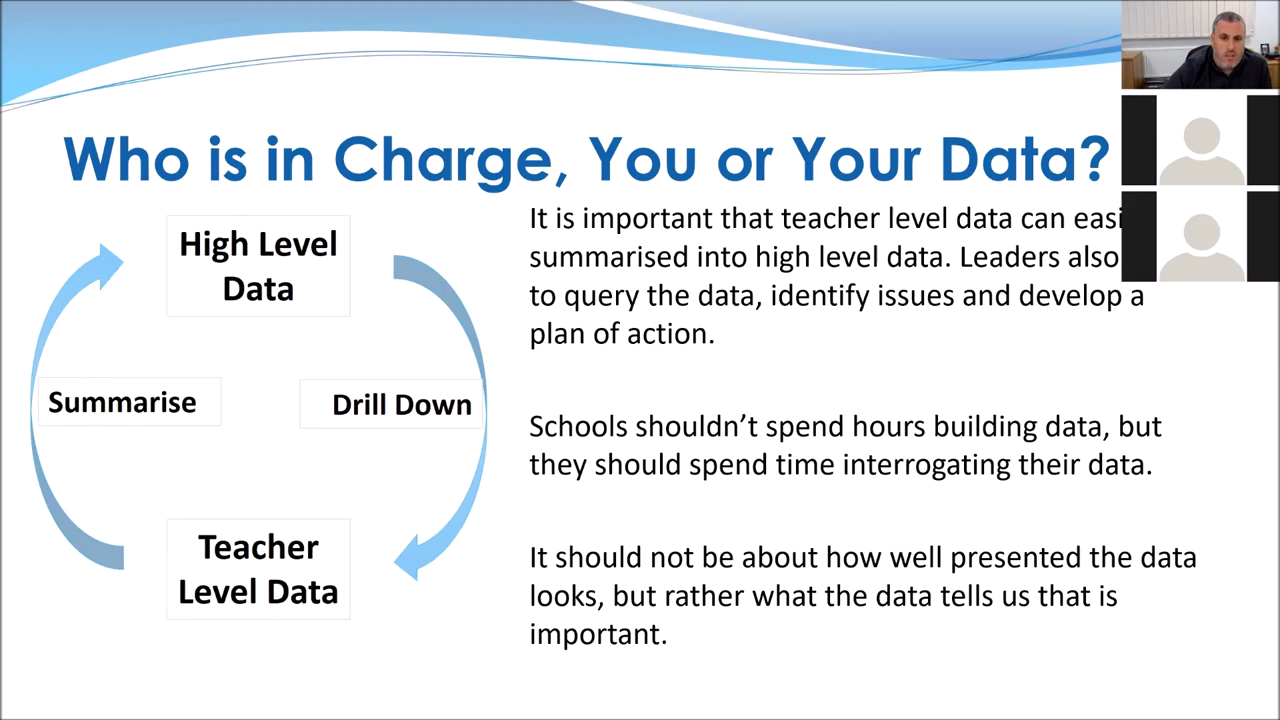 Who is in Charge, You or Your Data?
High Level
Data
Summarise
Drill Down
Teacher
Level Data
It is important that teacher level data can
summarised into high level data. Leaders also
to query the data, identify issues and develop a
plan of action.
Schools shouldn’t spend hours building data, but
they should spend time interrogating their data.
It should not be about how well presented the data
looks, but rather what the data tells us that is
important.